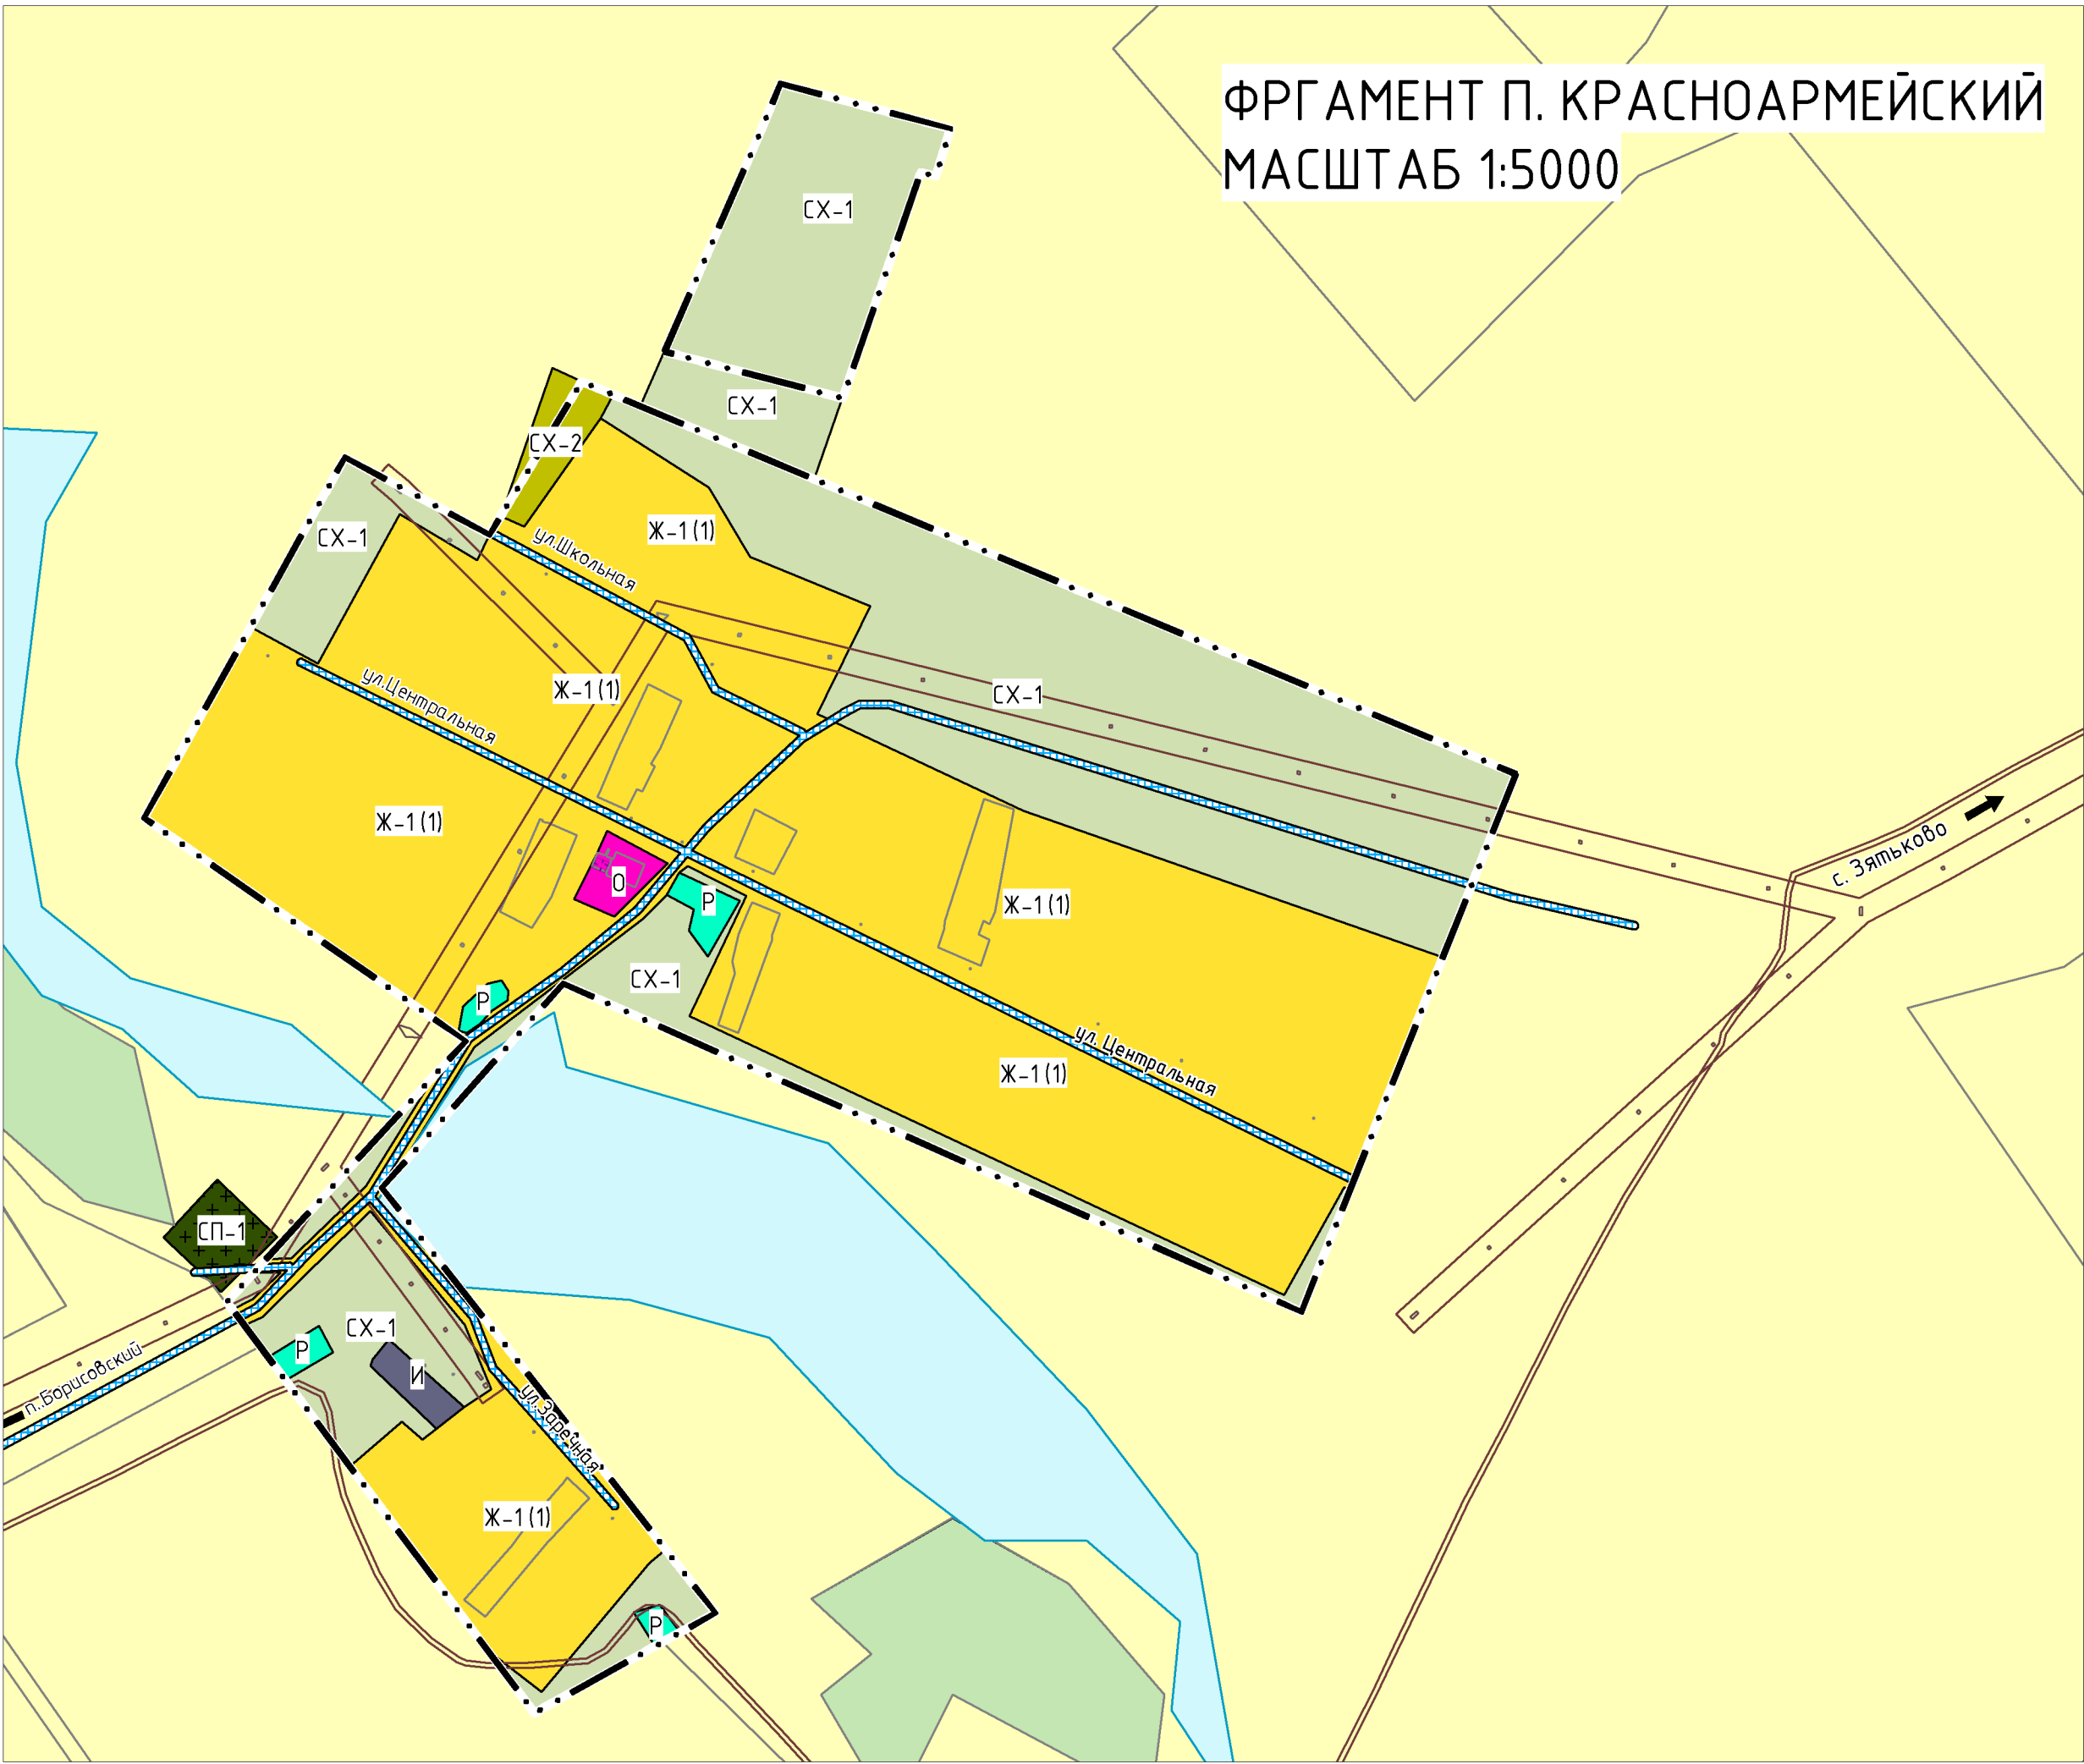 ФРГАМЕНТ П. КРАСНОАРМЕЙСКИЙ
МАСШТАБ 1:5000
СХ-1
СХ-1
СХ-2
СХ-1
Ж-1(1)
ул.Школьная
Ж-1(1)
ул.Центральная
СХ-1
Ж-1(1)
О
Р
Ж-1(1)
с. Зятьково
СХ-1
Р
ул. Центральная
Ж-1(1)
СП-1
СХ-1
Р
И
п..Борисовский
ул.Заречная
Ж-1(1)
Р